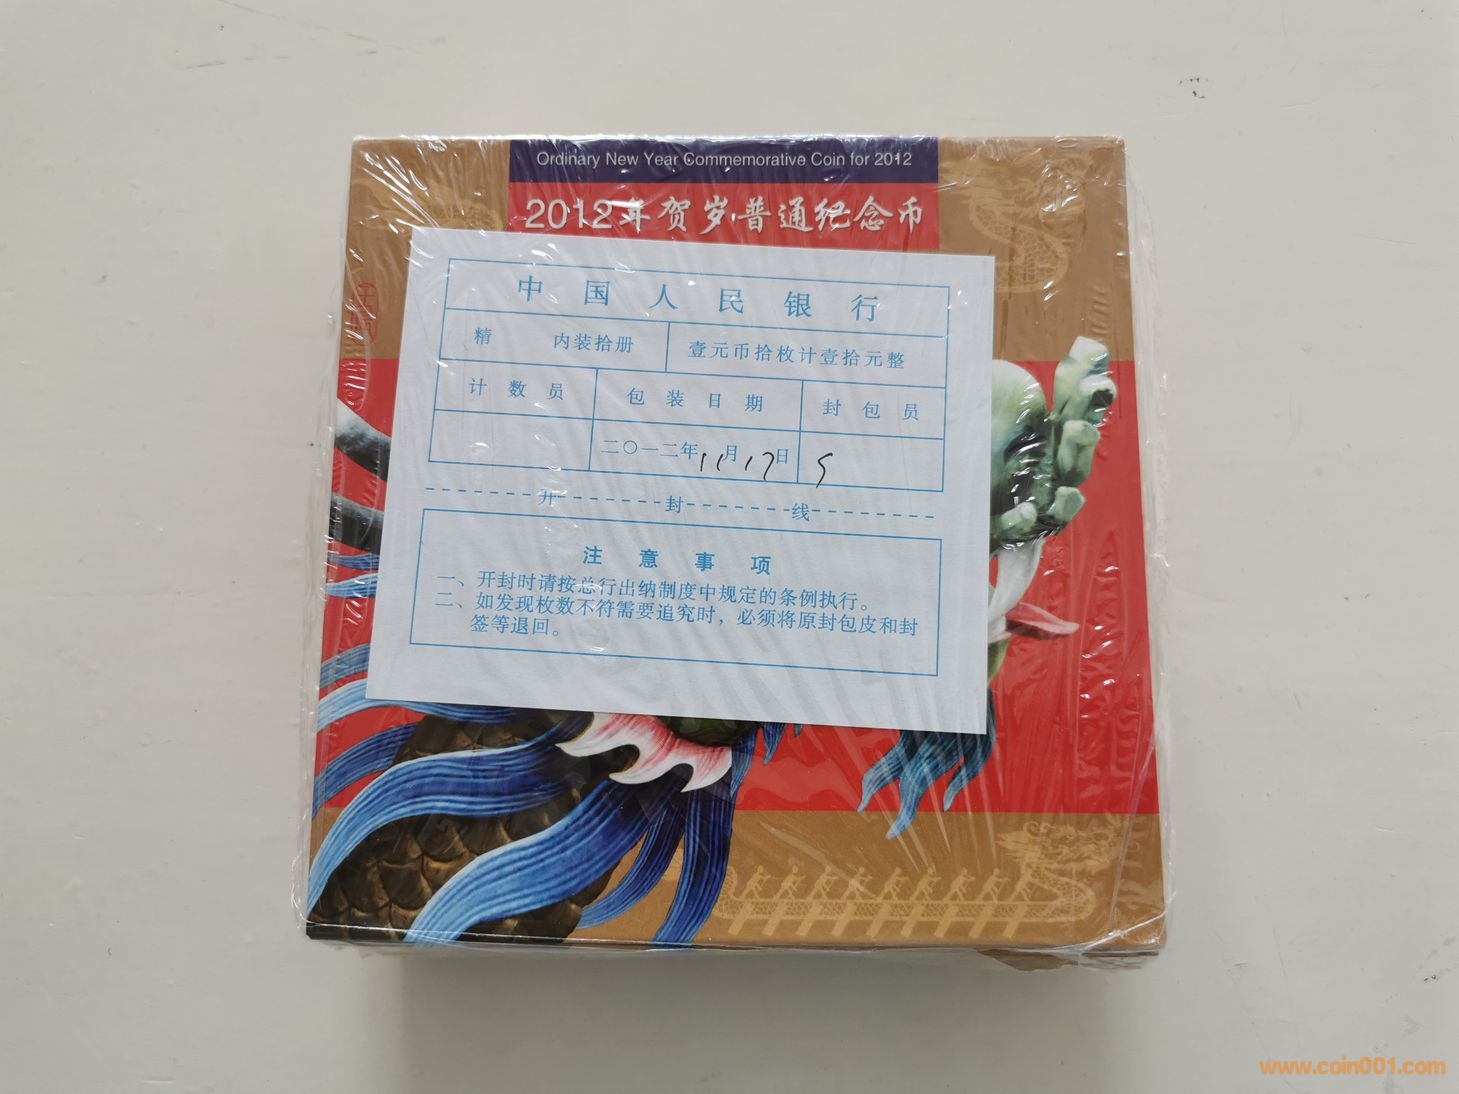 Ordinary New Year Commemorative Coin for 2012
2012年贺岁普通纪念币
中国人民银行
精 内装拾册 壹元币拾枚计壹拾元整
计数员 包装日期 封包员
二〇一二年11月17日
开封线
注意事项
一、开封时请按总行出纳制度中规定的条例执行。
二、如发现枚数不符需要追究时，必须将原封包皮和封
签等退回。
www.coin001.com